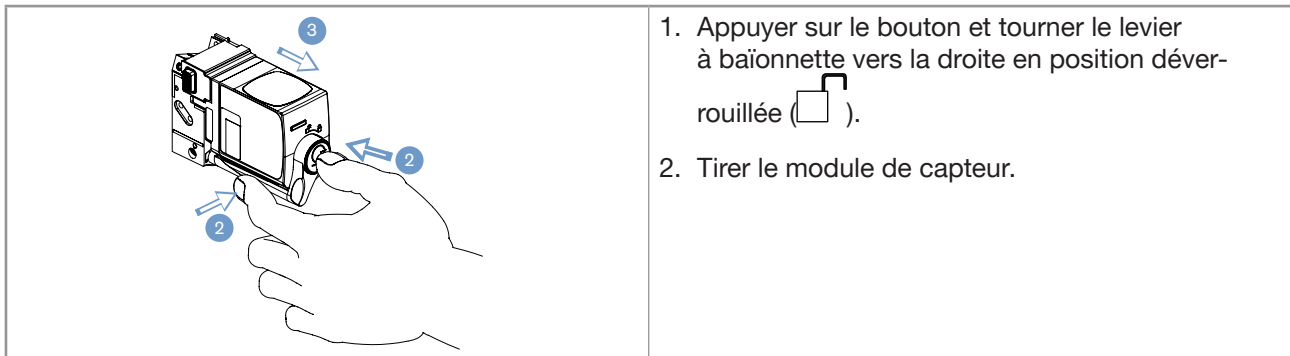 3
2
2
1. Appuyer sur le bouton et tourner le levier
à baïonnette vers la droite en position déver-
rouillée ( ).
2. Tirer le module de capteur.